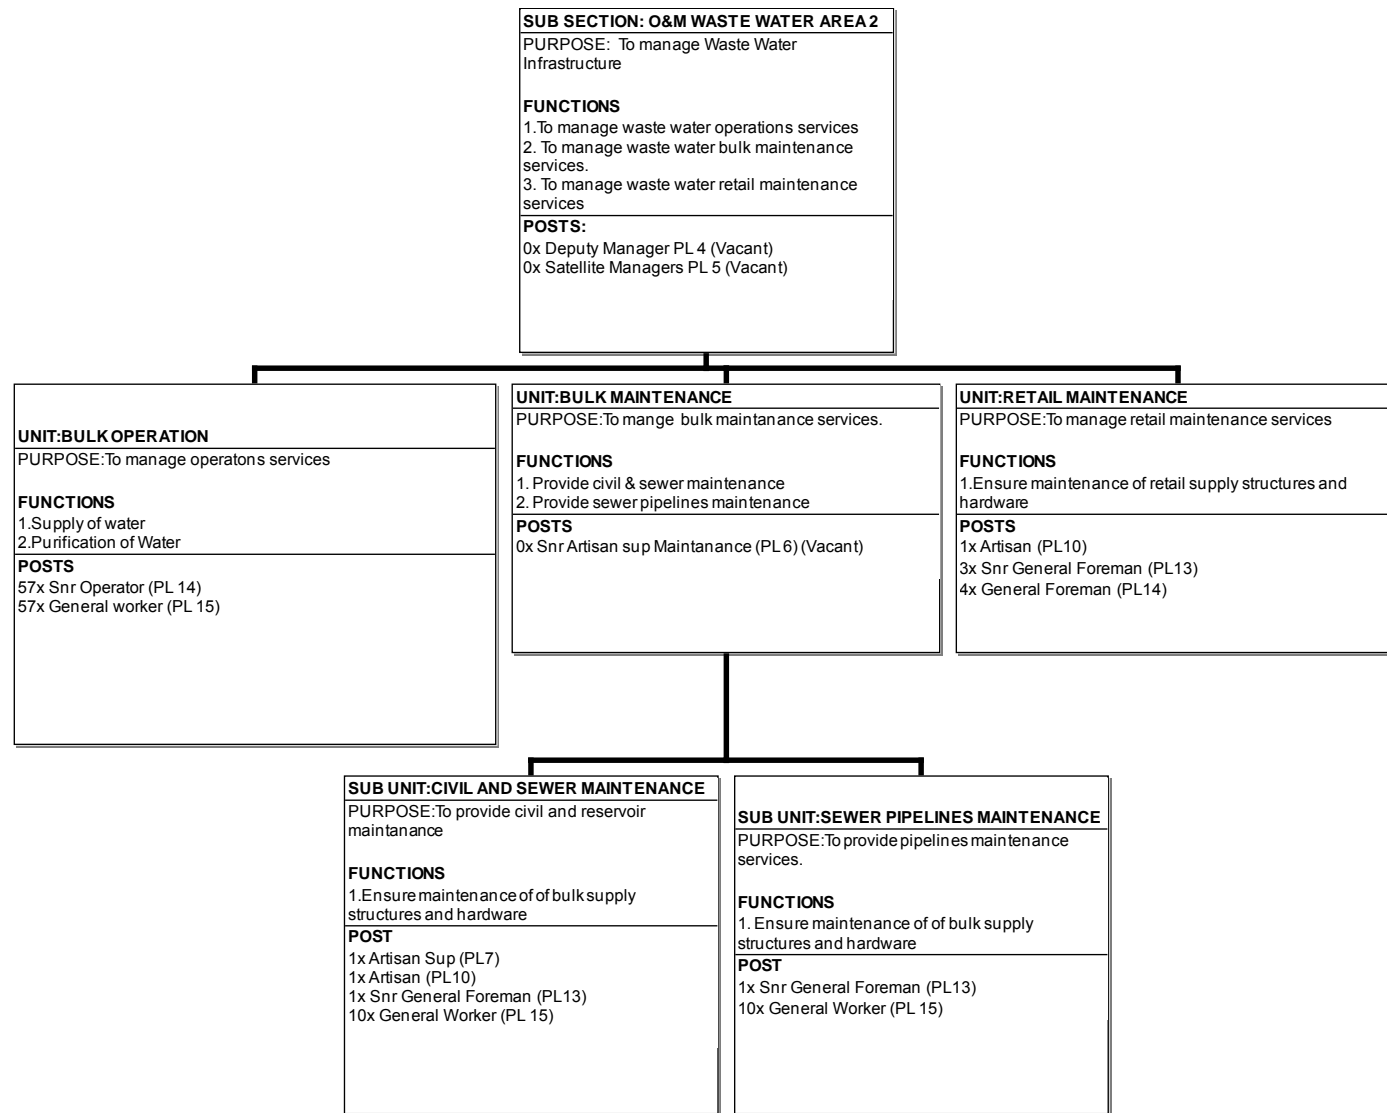 SUB SECTION: O&M WASTE WATER AREA 2
PURPOSE: To manage Waste Water
Infrastructure
FUNCTIONS
1.To manage waste water operations services
2. To manage waste water bulk maintenance
services.
3. To manage waste water retail maintenance
services
POSTS:
0x Deputy Manager PL 4 (Vacant)
0x Satellite Managers PL 5 (Vacant)
UNIT:BULK OPERATION
PURPOSE:To manage operatons services
FUNCTIONS
1.Supply of water
2.Purification of Water
POSTS
57x Snr Operator (PL 14)
57x General worker (PL 15)
UNIT:BULK MAINTENANCE
PURPOSE:To mange bulk maintanance services.
FUNCTIONS
1. Provide civil & sewer maintenance
2. Provide sewer pipelines maintenance
POSTS
0x Snr Artisan sup Maintanance (PL 6) (Vacant)
UNIT:RETAIL MAINTENANCE
PURPOSE:To manage retail maintenance services
FUNCTIONS
1.Ensure maintenance of retail supply structures and
hardware
POSTS
1x Artisan (PL10)
3x Snr General Foreman (PL13)
4x General Foreman (PL14)
SUB UNIT:CIVIL AND SEWER MAINTENANCE
PURPOSE:To provide civil and reservoir
maintanance
FUNCTIONS
1.Ensure maintenance of of bulk supply
structures and hardware
POST
1x Artisan Sup (PL7)
1x Artisan (PL10)
1x Snr General Foreman (PL13)
10x General Worker (PL 15)
SUB UNIT:SEWER PIPELINES MAINTENANCE
PURPOSE:To provide pipelines maintenance
services.
FUNCTIONS
1. Ensure maintenance of of bulk supply
structures and hardware
POST
1x Snr General Foreman (PL13)
10x General Worker (PL 15)